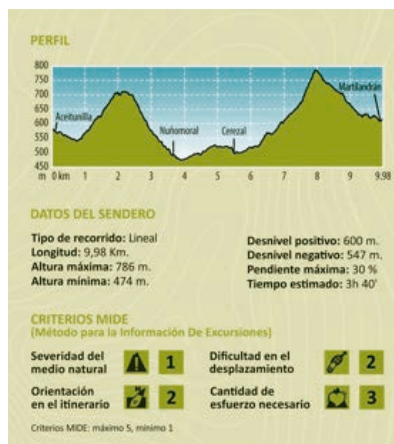 PERFIL
800
750
700
650
600
550
500
450
Aceitunilla
Nuñomoral
Cerezal
Martilandrán
m 0 km 1 2 3 4 5 6 7 8 9 9.98
DATOS DEL SENDERO
Tipo de recorrido: Lineal
Longitud: 9,98 Km.
Altura máxima: 786 m.
Altura mínima: 474 m.
Desnivel positivo: 600 m.
Desnivel negativo: 547 m.
Pendiente máxima: 30 %
Tiempo estimado: 3h 40'
CRITERIOS MIDE
(Método para la Información De Excursiones)
Severidad del
medio natural
1
Dificultad en el
desplazamiento
2
Orientación
en el itinerario
2
Cantidad de
esfuerzo necesario
3
Criterios MIDE: máximo 5, mínimo 1